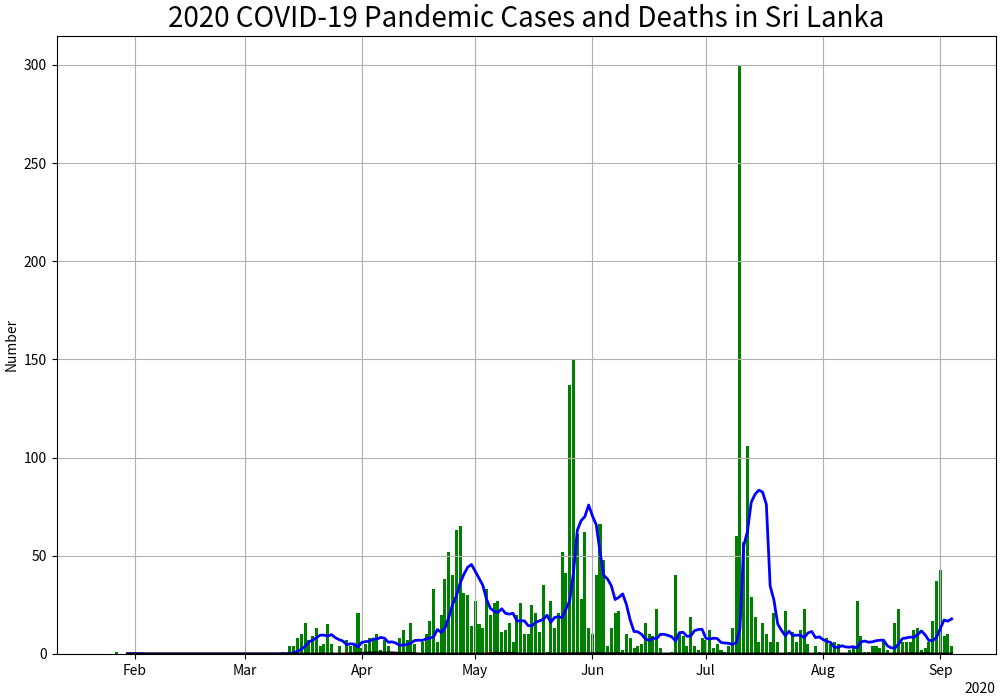 2020 COVID-19 Pandemic Cases and Deaths in Sri Lanka
300
250
200
150
100
50
0
Number
Feb Mar Apr May Jun Jul Aug Sep
2020